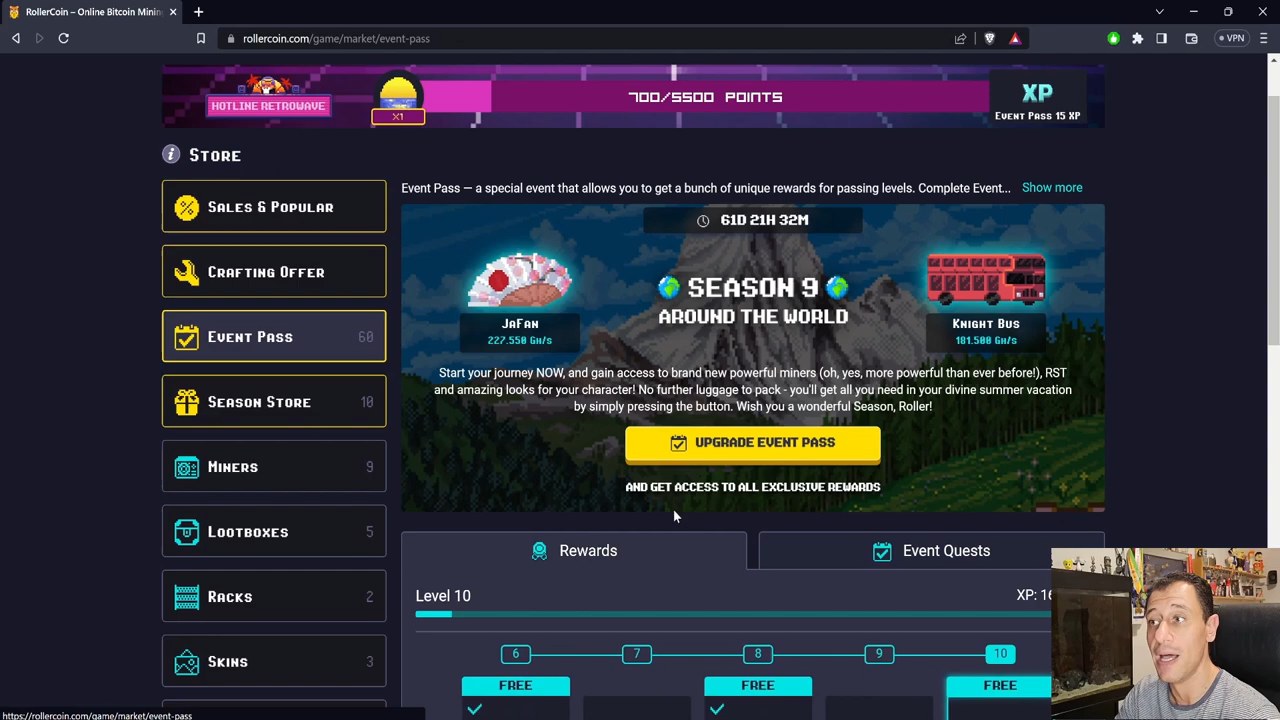 RollerCoin – Online Bitcoin Minin
rollercoin.com/game/market/event-pass
VPN
HOTLINE RETROWAVE
X1
700/5500 POINTS
XP
EVENT PASS 15 XP
STORE
SALES & POPULAR
CRAFTING OFFER
EVENT PASS 60
SEASON STORE 10
MINERS 9
LOOTBOXES 5
RACKS 2
SKINS 3
Event Pass — a special event that allows you to get a bunch of unique rewards for passing levels. Complete Event... Show more
61D 21H 32M
SEASON 9
AROUND THE WORLD
JAFAN
227.550 GH/S
KNIGHT BUS
181.500 GH/S
Start your journey NOW, and gain access to brand new powerful miners (oh, yes, more powerful than ever before!), RST
and amazing looks for your character! No further luggage to pack - you'll get all you need in your divine summer vacation
by simply pressing the button. Wish you a wonderful Season, Roller!
UPGRADE EVENT PASS
AND GET ACCESS TO ALL EXCLUSIVE REWARDS
Rewards
Event Quests
Level 10
XP: 16
6 7 8 9 10
FREE FREE FREE
https://rollercoin.com/game/market/event-pass